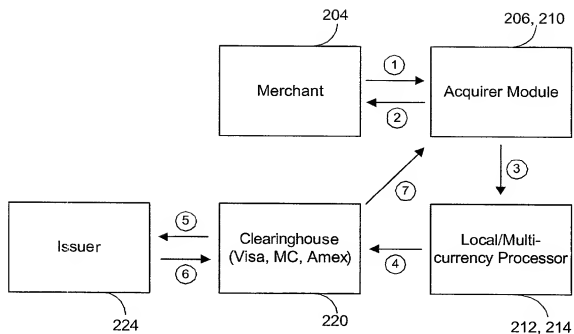 204
206, 210
Merchant
1
2
Acquirer Module
3
7
Issuer
5
6
Clearinghouse
(Visa, MC, Amex)
4
Local/Multi-
currency Processor
224
220
212, 214